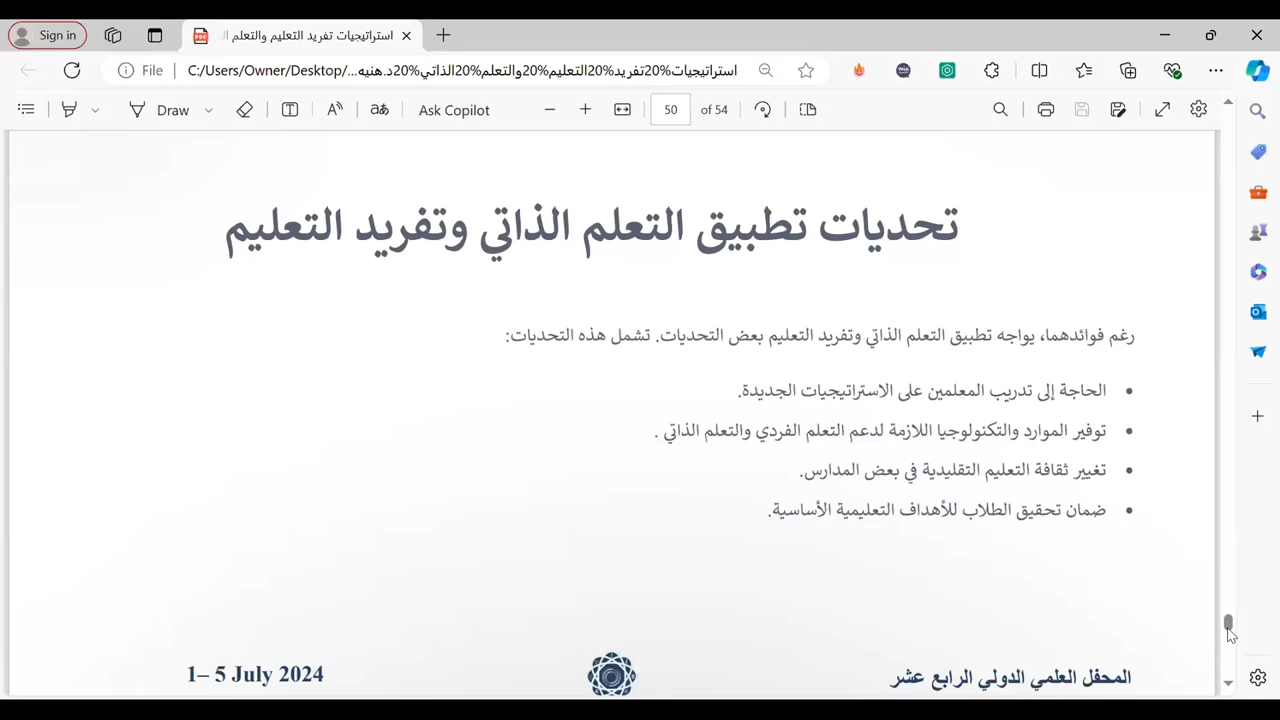 Sign in
استراتيجيات تفريد التعليم والتعلم ال
File
C:/Users/Owner/Desktop/استراتيجيات%20تفريد%20التعليم%20والتعلم%20الذاتي%20د.هنيه...
Draw
Ask Copilot
50 of 54
تحديات تطبيق التعلم الذاتي وتفريد التعليم
رغم فوائدهما، يواجه تطبيق التعلم الذاتي وتفريد التعليم بعض التحديات. تشمل هذه التحديات:
• الحاجة إلى تدريب المعلمين على الاستراتيجيات الجديدة.
• توفير الموارد والتكنولوجيا اللازمة لدعم التعلم الفردي والتعلم الذاتي .
• تغيير ثقافة التعليم التقليدية في بعض المدارس.
• ضمان تحقيق الطلاب للأهداف التعليمية الأساسية.
المحفل العلمي الدولي الرابع عشر
1– 5 July 2024